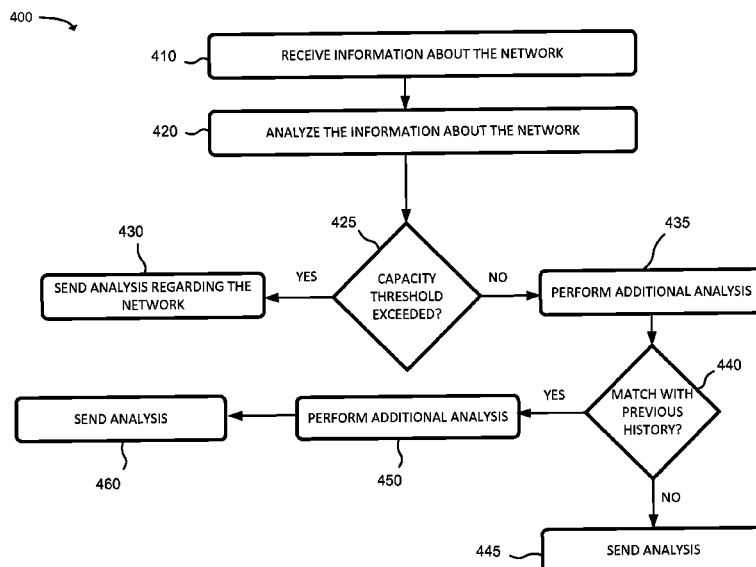 400
410
RECEIVE INFORMATION ABOUT THE NETWORK
420
ANALYZE THE INFORMATION ABOUT THE NETWORK
425
CAPACITY
THRESHOLD
EXCEEDED?
YES
NO
430
SEND ANALYSIS REGARDING THE
NETWORK
435
PERFORM ADDITIONAL ANALYSIS
440
MATCH WITH
PREVIOUS
HISTORY?
YES
NO
PERFORM ADDITIONAL ANALYSIS
450
SEND ANALYSIS
460
445
SEND ANALYSIS